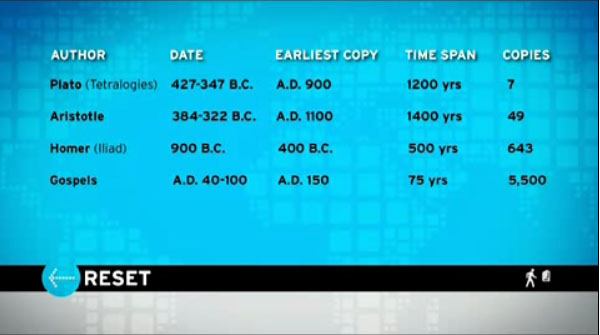 AUTHOR DATE EARLIEST COPY TIME SPAN COPIES
Plato (Tetralogies) 427-347 B.C. A.D. 900 1200 yrs 7
Aristotle 384-322 B.C. A.D. 1100 1400 yrs 49
Homer (Iliad) 900 B.C. 400 B.C. 500 yrs 643
Gospels A.D. 40-100 A.D. 150 75 yrs 5,500
RESET